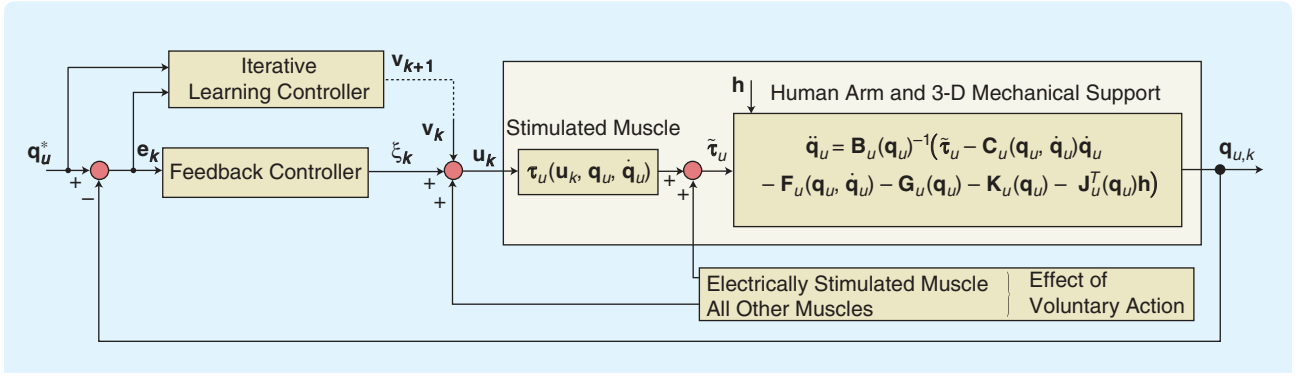 Iterative
Learning Controller
v_{k+1}
h
Human Arm and 3-D Mechanical Support
v_k
Stimulated Muscle
q_u^*
e_k
Feedback Controller
ξ_k
u_k
τ_u(u_k, q_u, q̇_u)
τ̃_u
q̈_u = B_u(q_u)^{-1}(τ̃_u − C_u(q_u, q̇_u)q̇_u
− F_u(q_u, q̇_u) − G_u(q_u) − K_u(q_u) − J_u^T(q_u)h)
q_{u,k}
+
−
+
+
+
+
Electrically Stimulated Muscle
All Other Muscles
Effect of
Voluntary Action